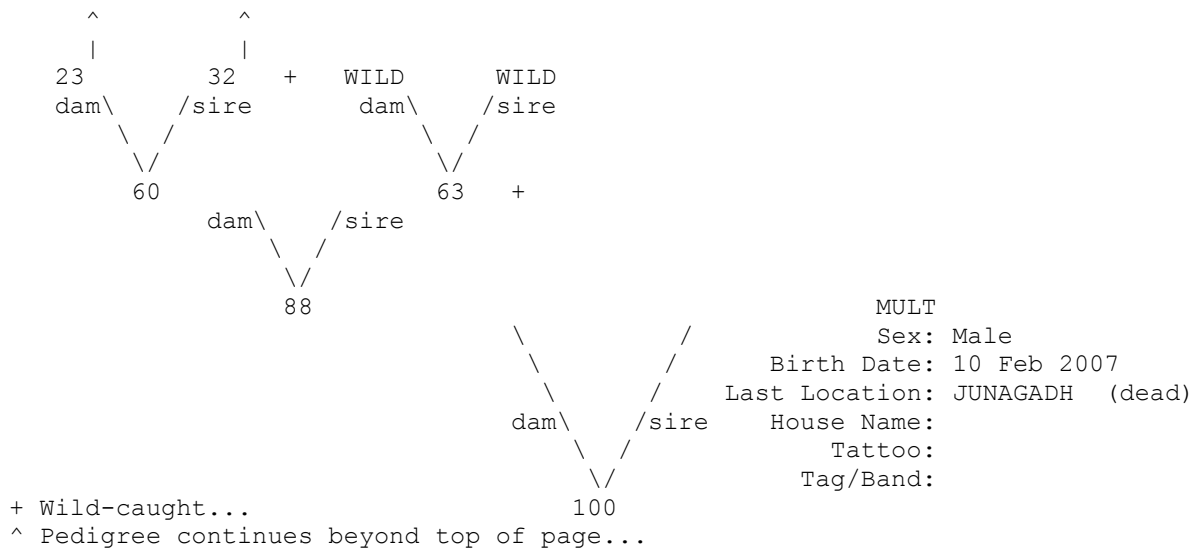 ^ ^
| |
23 32 + WILD WILD
dam\ /sire dam\ /sire
\ / \ /
\/ \/
60 63 +
dam\ /sire
\ /
\/
88 MULT
\ / Sex: Male
\ / Birth Date: 10 Feb 2007
\ / Last Location: JUNAGADH (dead)
dam\ /sire House Name:
\ / Tattoo:
\/ Tag/Band:
+ Wild-caught... 100
^ Pedigree continues beyond top of page...